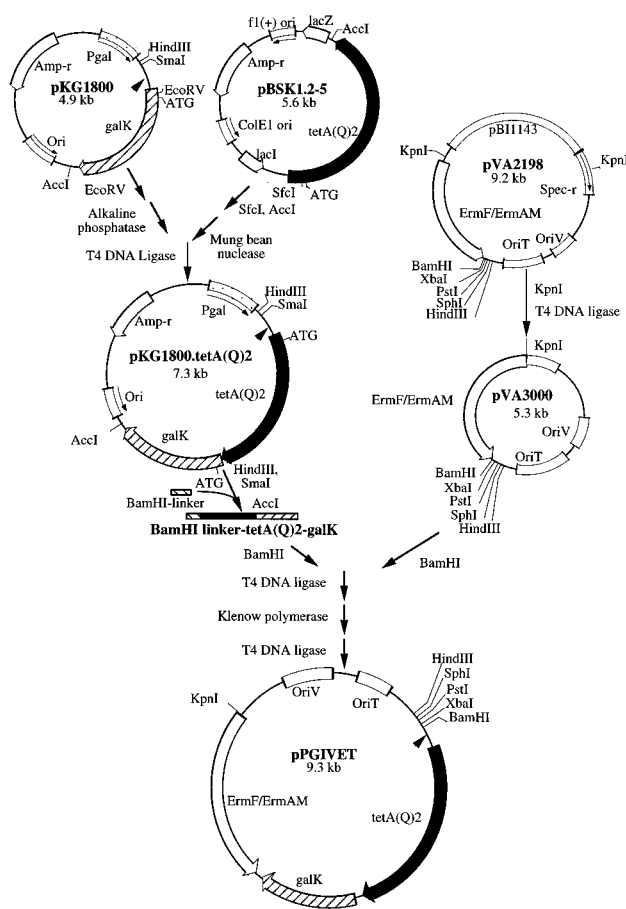 f1(+) ori
lacZ
AccI
PgaI
HindIII
SmaI
Amp-r
pKG1800
4.9 kb
EcoRV
ATG
galK
Ori
AccI
EcoRV
Amp-r
pBSK1.2-5
5.6 kb
tetA(Q)2
ColE1 ori
lacI
SfcI
ATG
Alkaline
phosphatase
SfcI, AccI
Mung bean
nuclease
T4 DNA Ligase
pBI1143
KpnI
KpnI
pVA2198
9.2 kb
Spec-r
ErmF/ErmAM
OriT
OriV
BamHI
XbaI
PstI
SphI
HindIII
KpnI
T4 DNA ligase
PgaI
HindIII
SmaI
Amp-r
ATG
pKG1800.tetA(Q)2
7.3 kb
tetA(Q)2
Ori
AccI
galK
HindIII,
SmaI
KpnI
ErmF/ErmAM
pVA3000
5.3 kb
OriV
OriT
BamHI
XbaI
PstI
SphI
HindIII
ATG
BamHI-linker
AccI
BamHI linker-tetA(Q)2-galK
BamHI
BamHI
T4 DNA ligase
Klenow polymerase
T4 DNA ligase
OriV
OriT
HindIII
SphI
PstI
XbaI
BamHI
KpnI
pPGIVET
9.3 kb
ErmF/ErmAM
tetA(Q)2
galK